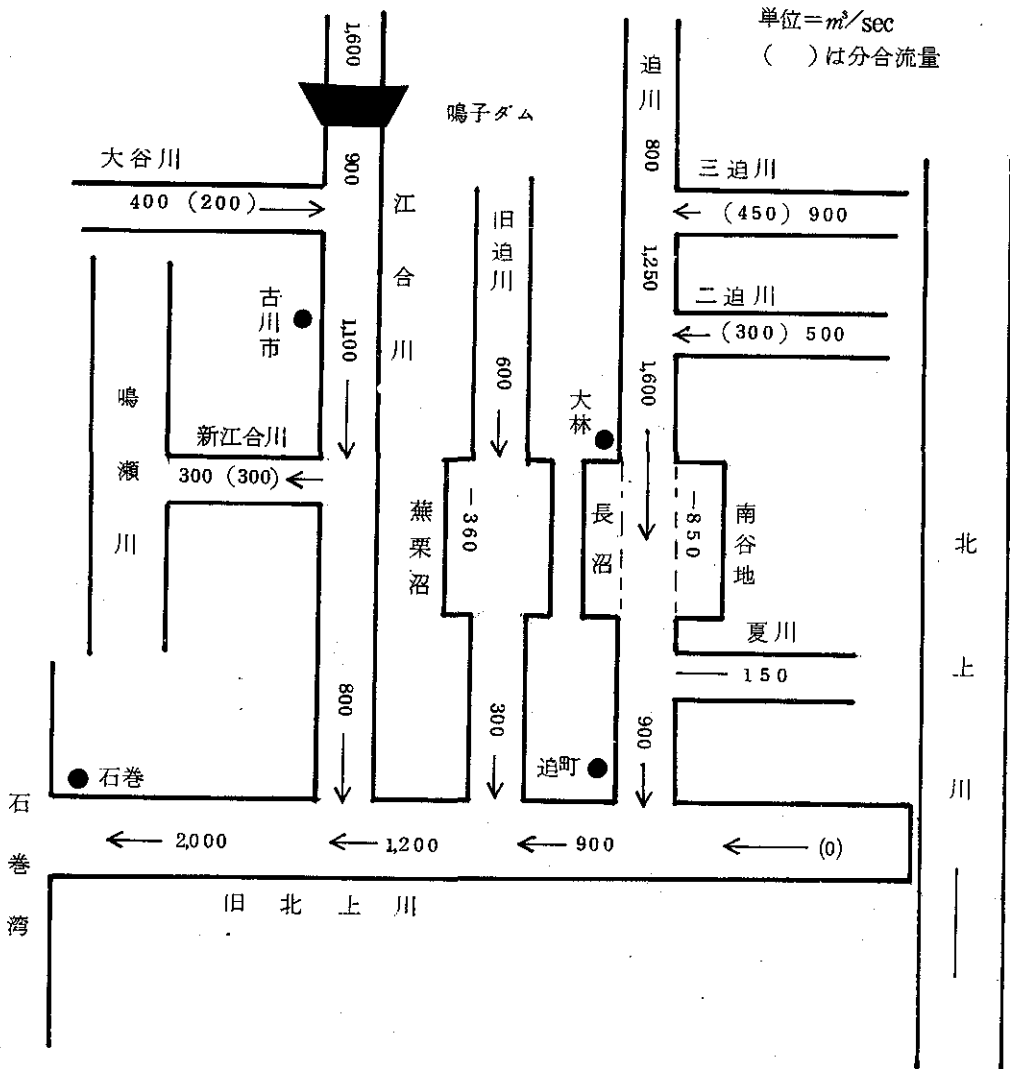 単位=m³/sec
( )は分合流量
1,600
鳴子ダム
900
大谷川
400 (200)
江合川
古川市
1,100
鳴瀬川
新江合川
300 (300)
800
旧迫川
600
蕪栗沼
-360
300
迫川
800
三迫川
(450) 900
1,250
二迫川
(300) 500
1,600
大林
長沼
-850
南谷地
夏川
150
900
迫町
北上川
石巻
石巻湾
2,000
1,200
900
(0)
旧北上川